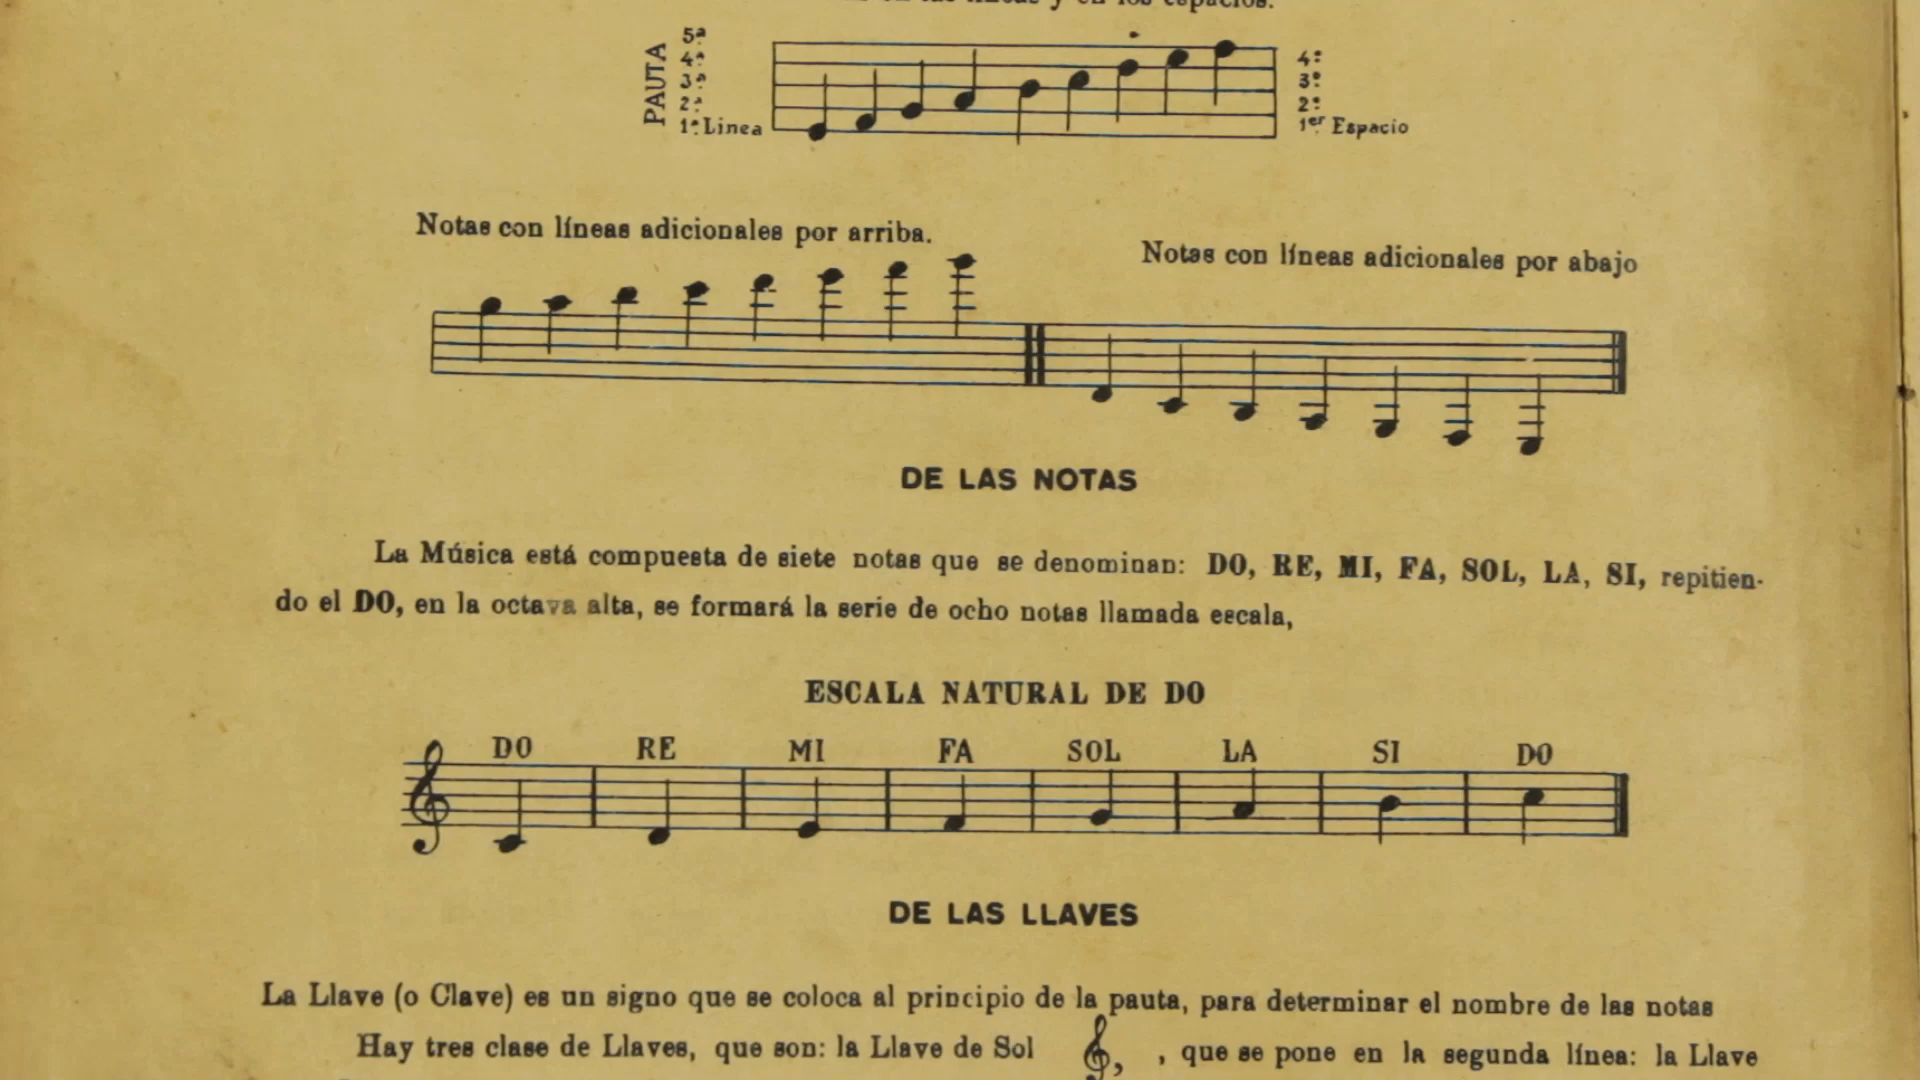 en las líneas y en los espacios.
PAUTA
5ª
4ª
3ª
2ª
1ª Linea
4º
3º
2º
1er Espacio
Notas con líneas adicionales por arriba.
Notas con líneas adicionales por abajo
DE LAS NOTAS
La Música está compuesta de siete notas que se denominan: DO, RE, MI, FA, SOL, LA, SI, repitien-
do el DO, en la octava alta, se formará la serie de ocho notas llamada escala,
ESCALA NATURAL DE DO
DO RE MI FA SOL LA SI DO
DE LAS LLAVES
La Llave (o Clave) es un signo que se coloca al principio de la pauta, para determinar el nombre de las notas
Hay tres clase de Llaves, que son: la Llave de Sol , , que se pone en la segunda línea: la Llave